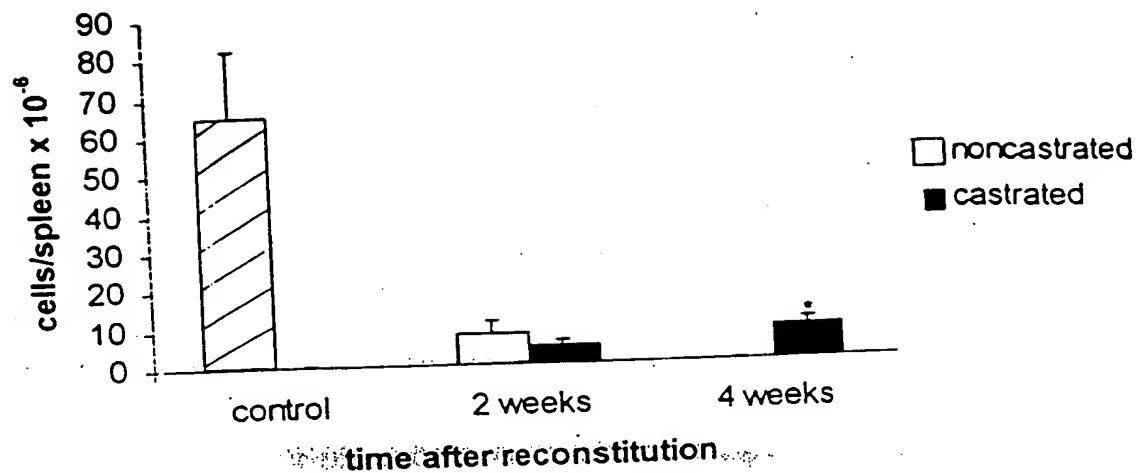 90
80
70
60
50
40
30
20
10
0
cells/spleen x 10-6
noncastrated
castrated
*
control
2 weeks
4 weeks
time after reconstitution